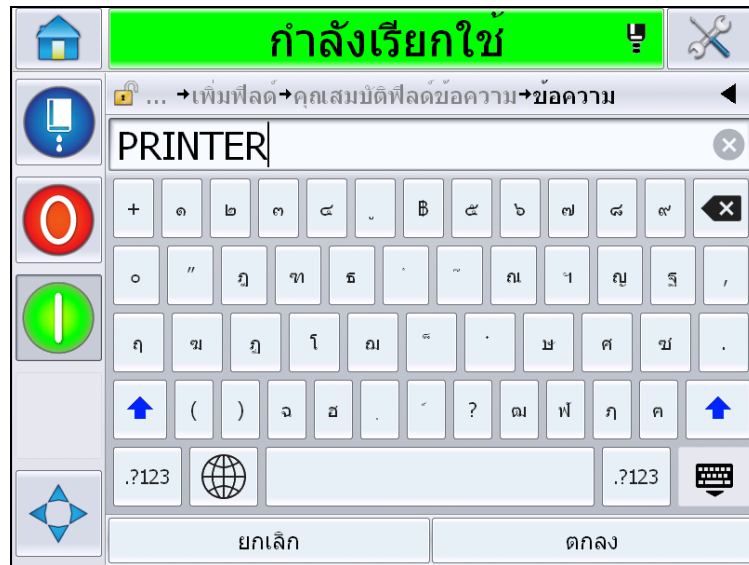 กำลังเรียกใช้
... →เพิ่มฟิลด์→คุณสมบัติฟิลด์ข้อความ→ข้อความ
PRINTER
+ ๑ ๒ ๓ ๔ ู ฿ ๕ ๖ ๗ ๘ ๙
๐ " ฎ ฑ ธ ํ ๊ ณ ฯ ญ ฐ ,
ฤ ฆ ฏ โ ฌ ็ ๋ ษ ศ ซ .
( ) ฉ ฮ ฺ ์ ? ฒ ฬ ฦ ค
.?123 .?123
ยกเลิก ตกลง